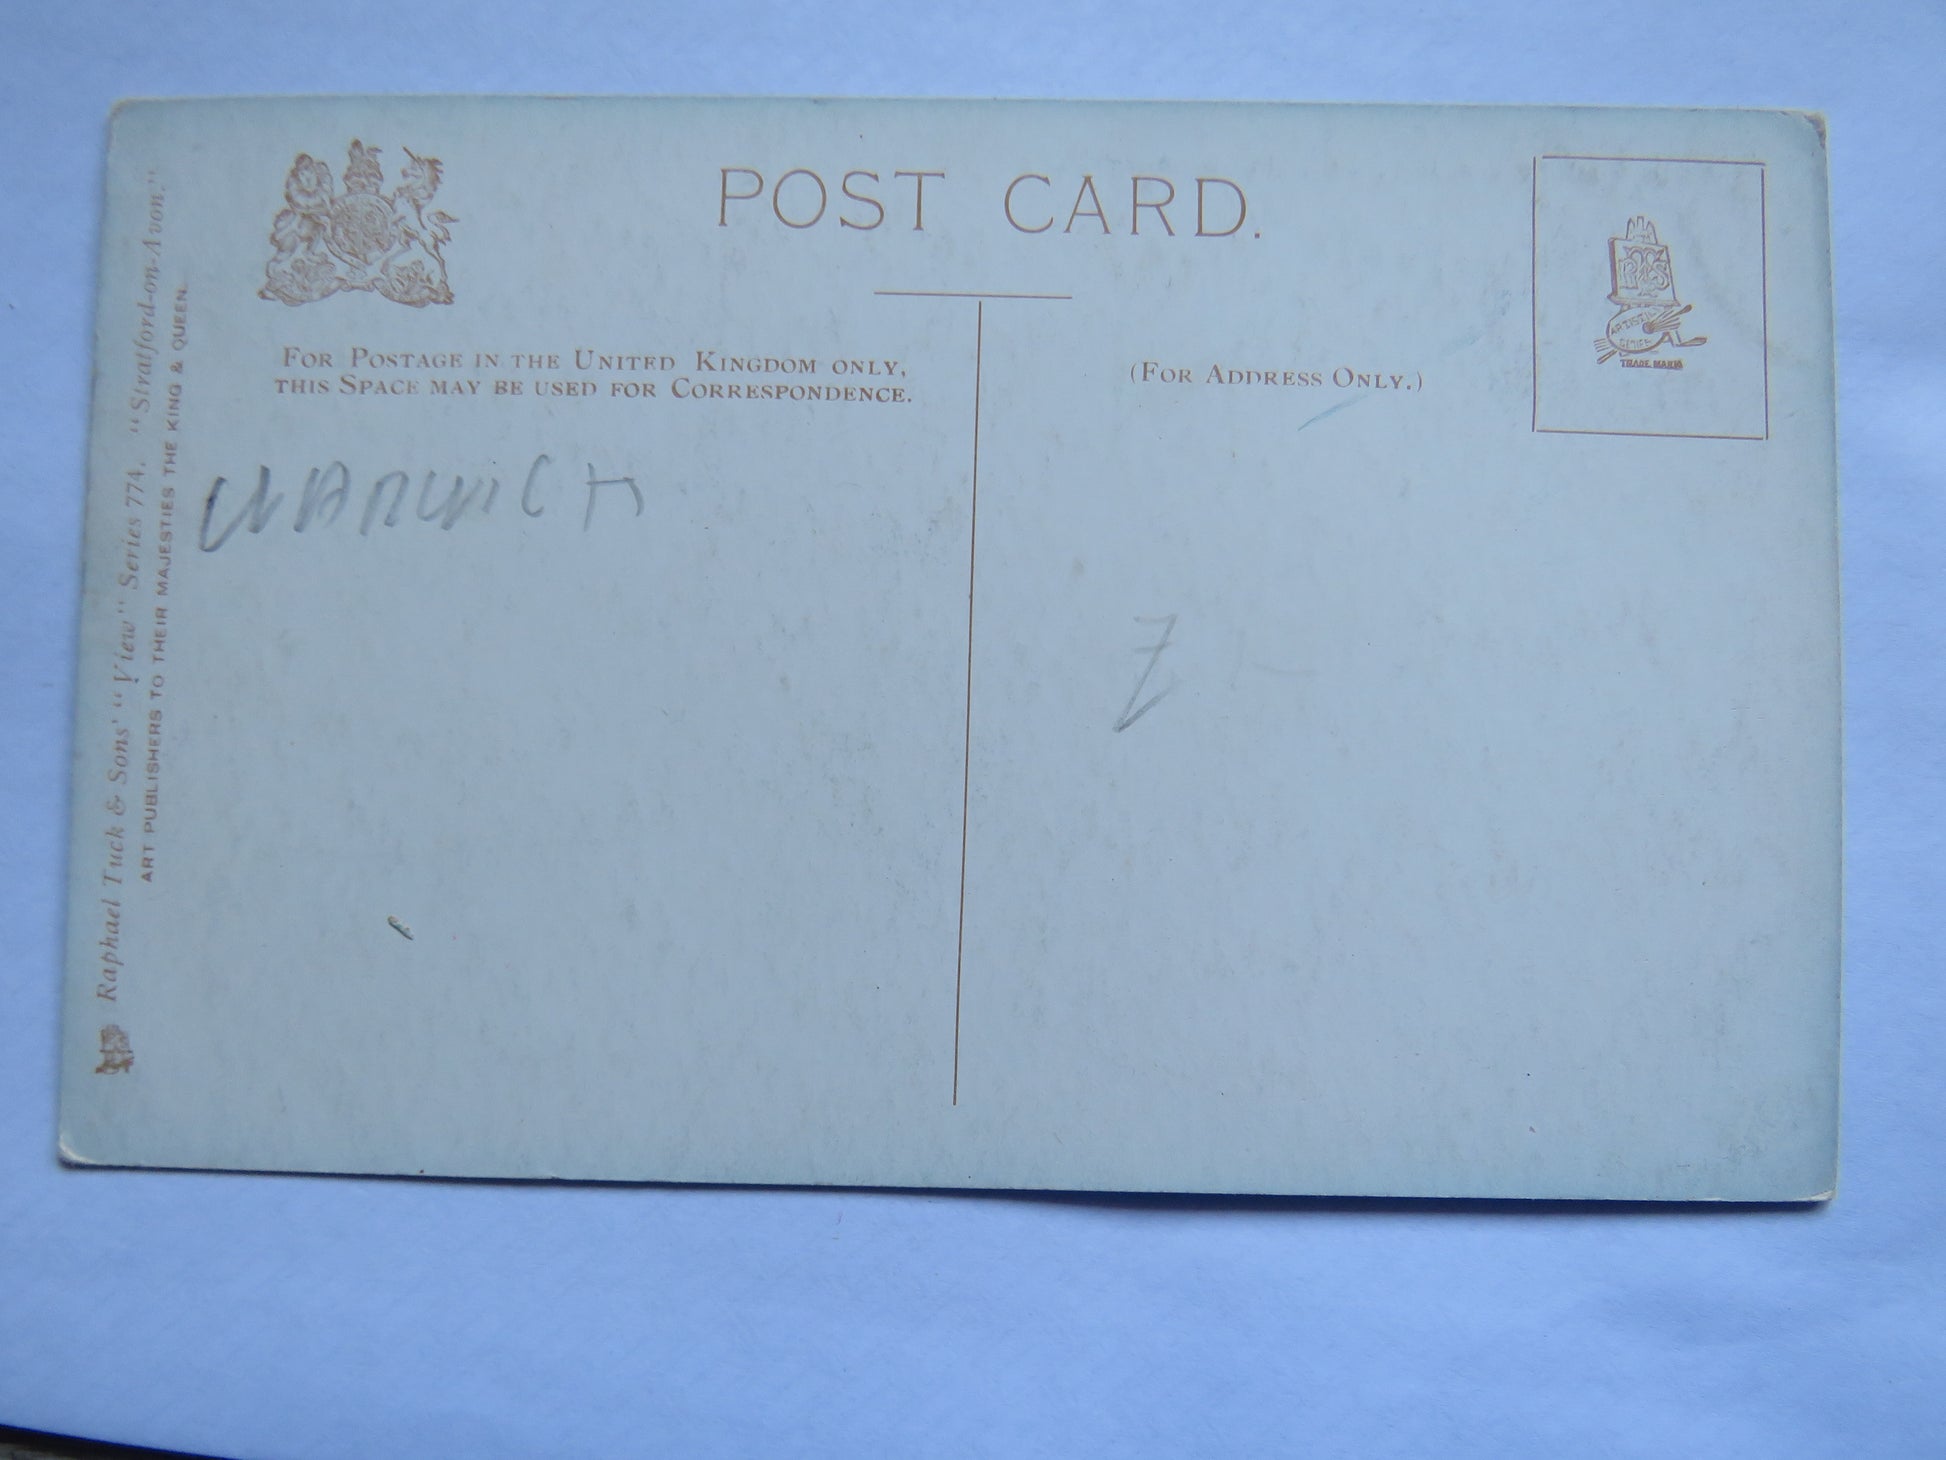 POST CARD.
FOR POSTAGE IN THE UNITED KINGDOM ONLY,
THIS SPACE MAY BE USED FOR CORRESPONDENCE.
(FOR ADDRESS ONLY.)
TRADE MARK
Raphael Tuck & Sons' "View" Series 774. "Stratford-on-Avon."
ART PUBLISHERS TO THEIR MAJESTIES THE KING & QUEEN.